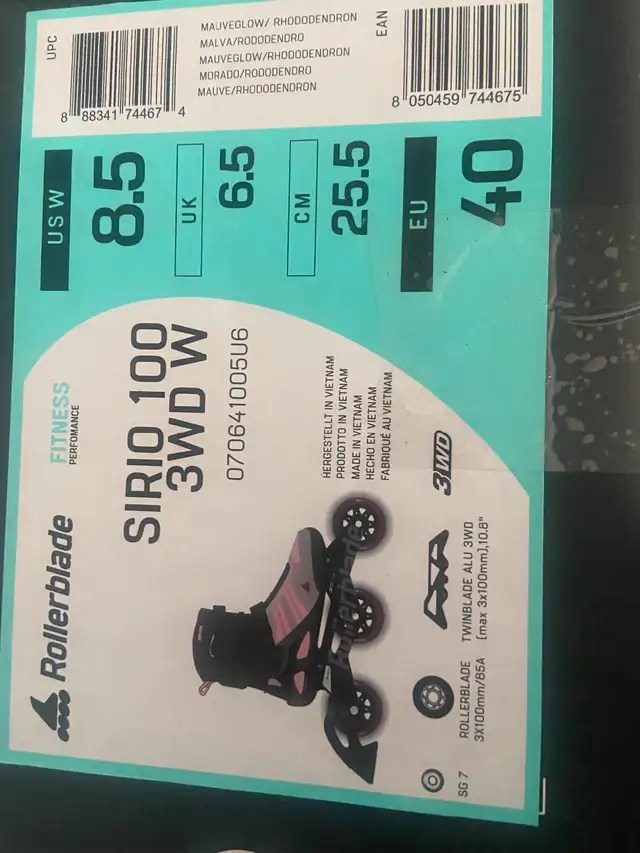 Rollerblade
FITNESS
PERFOMANCE
SIRIO 100
3WD W
070641005U6
HERGESTELLT IN VIETNAM
PRODOTTO IN VIETNAM
MADE IN VIETNAM
HECHO EN VIETNAM
FABRIQUÉ AU VIETNAM
Rollerblade
SG 7
ROLLERBLADE
3X100mm/85A
TWINBLADE ALU 3WD
(max 3x100mm),10.8"
3WD
US W
8.5
UK
6.5
CM
25.5
EU
40
UPC
8 88341 74467 4
MAUVEGLOW/ RHODODENDRON
MALVA/RODODENDRO
MAUVEGLOW/RHODODENDRON
MORADO/RODODENDRO
MAUVE/RHODODENDRON
EAN
8 050459 744675